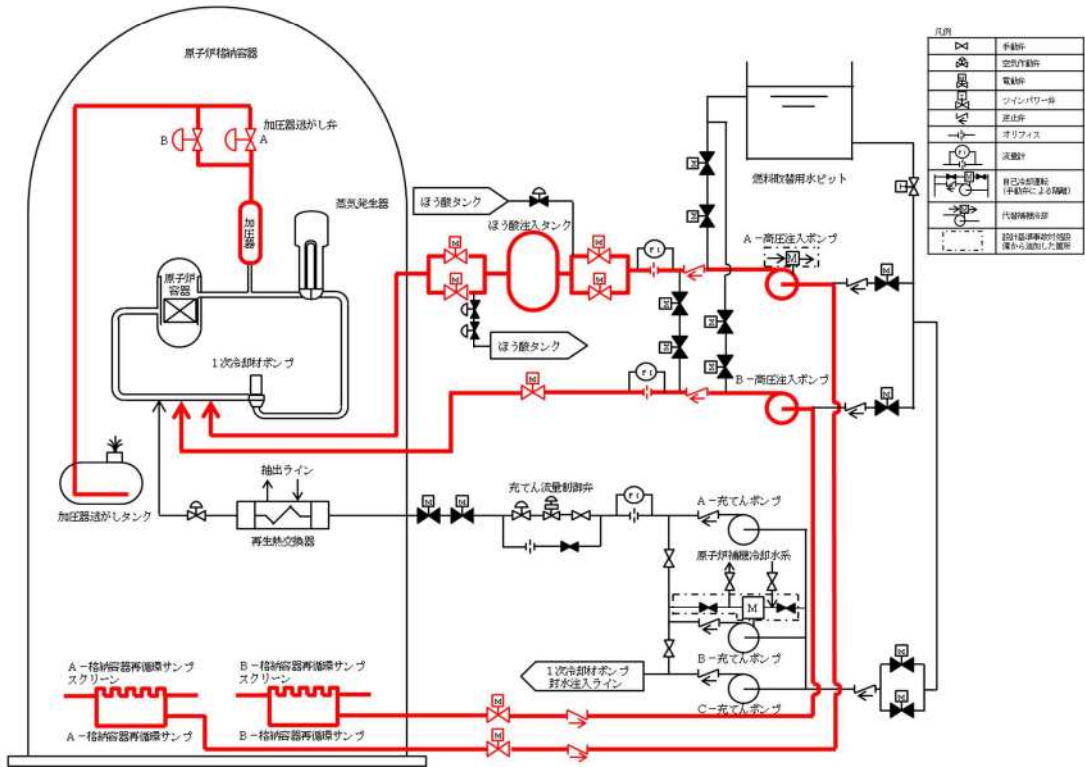 原子炉格納容器
加圧器逃がし弁
B
A
加圧器
蒸気発生器
原子炉
容器
1次冷却材ポンプ
加圧器逃がしタンク
抽出ライン
再生熱交換器
ほう酸タンク
ほう酸注入タンク
M
M
M
M
FI
ほう酸タンク
M
FI
燃料取替用水ピット
A-高圧注入ポンプ
M
B-高圧注入ポンプ
M
M
充てん流量制御弁
M
M
FI
A-充てんポンプ
原子炉補機冷却水系
M
B-充てんポンプ
1次冷却材ポンプ
封水注入ライン
C-充てんポンプ
M
M
A-格納容器再循環サンプ
スクリーン
B-格納容器再循環サンプ
スクリーン
A-格納容器再循環サンプ
B-格納容器再循環サンプ
M
M
凡例
手動弁
空気作動弁
電動弁
ツインパワー弁
逆止弁
オリフィス
FI
流量計
M
自己冷却運転
(手動弁による隔離)
M
代替補機冷却
設計基準事故対処設
備から追加した箇所